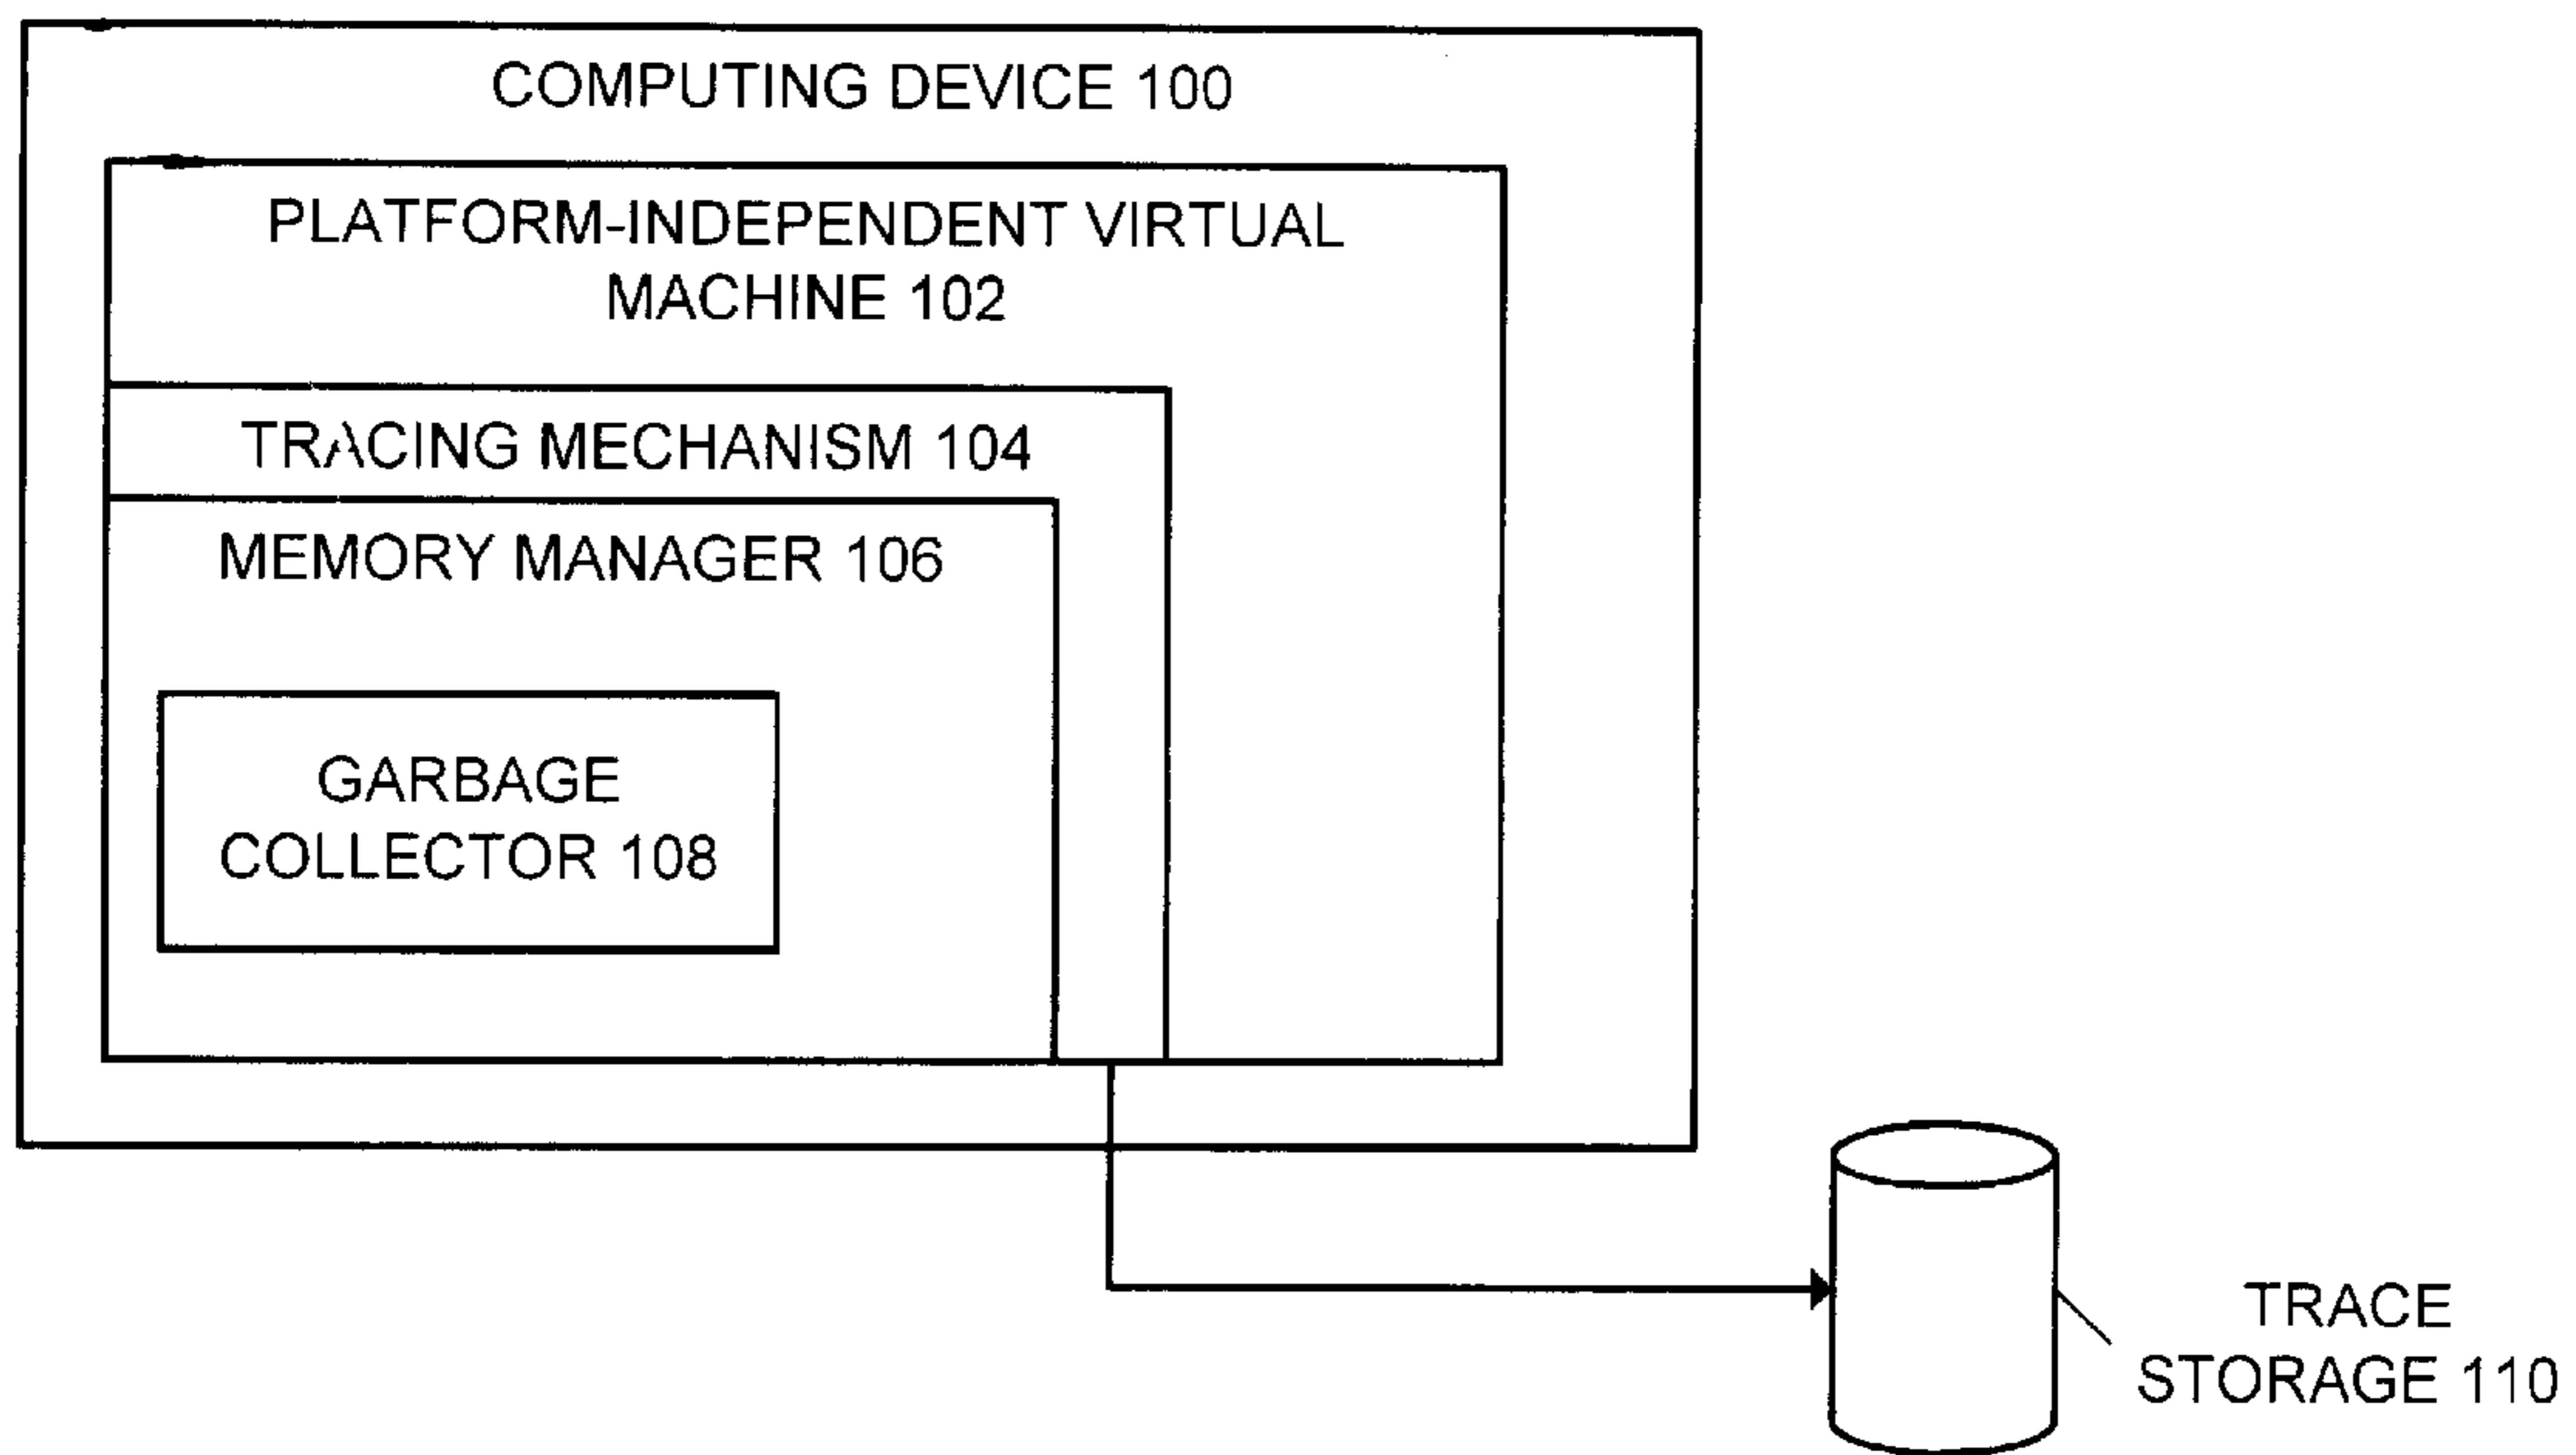 COMPUTING DEVICE 100
PLATFORM-INDEPENDENT VIRTUAL
MACHINE 102
TRACING MECHANISM 104
MEMORY MANAGER 106
GARBAGE
COLLECTOR 108
TRACE
STORAGE 110